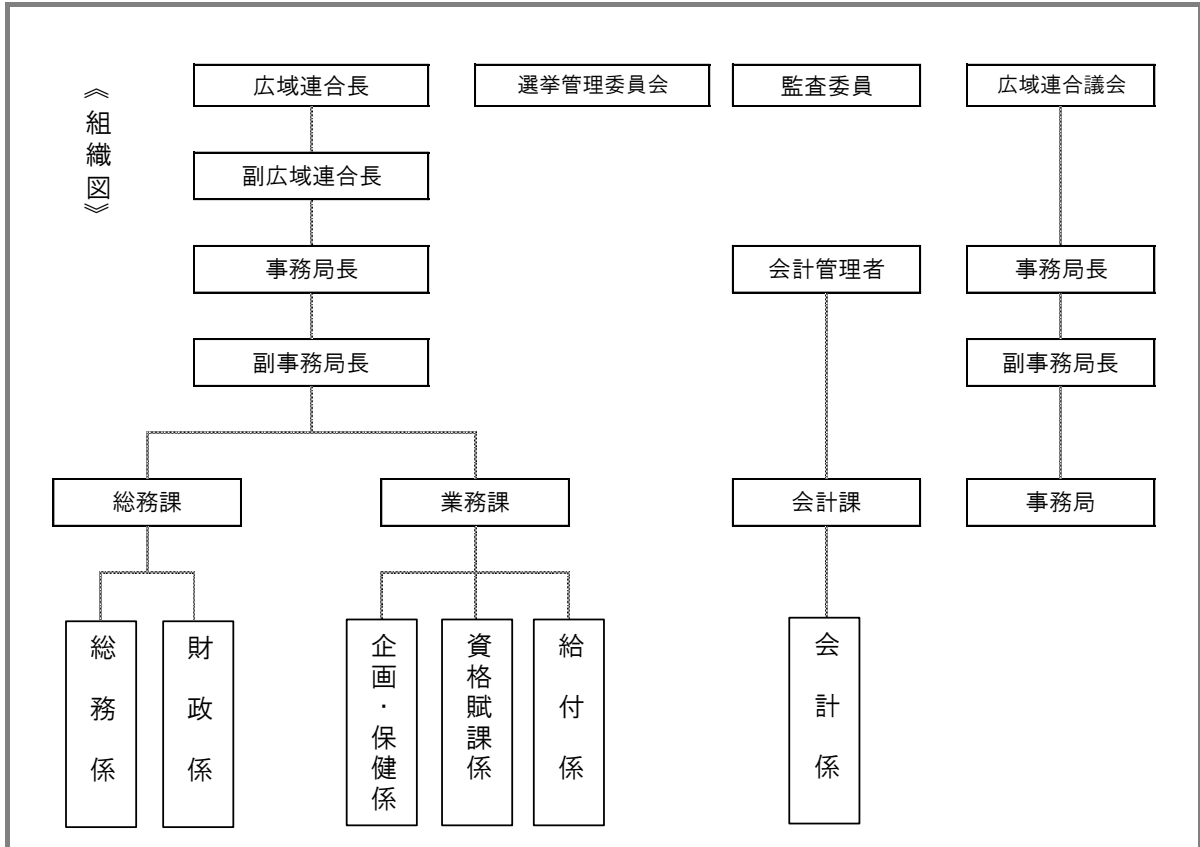 《組織図》
広域連合長
選挙管理委員会
監査委員
広域連合議会
副広域連合長
事務局長
会計管理者
事務局長
副事務局長
副事務局長
総務課
業務課
会計課
事務局
総務係
財政係
企画・保健係
資格賦課係
給付係
会計係